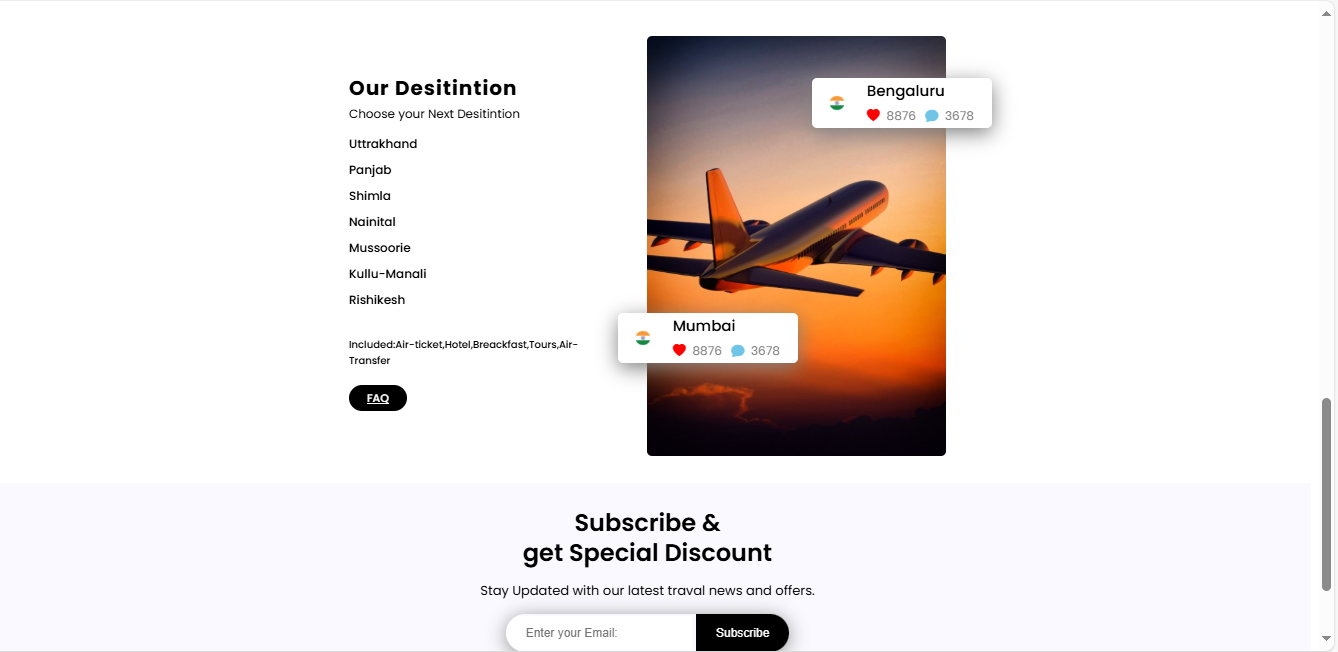 Our Desitintion
Choose your Next Desitintion
Uttrakhand
Panjab
Shimla
Nainital
Mussoorie
Kullu-Manali
Rishikesh
Included:Air-ticket,Hotel,Breackfast,Tours,Air-
Transfer
FAQ
Bengaluru
8876 3678
Mumbai
8876 3678
Subscribe &
get Special Discount
Stay Updated with our latest traval news and offers.
Enter your Email: Subscribe